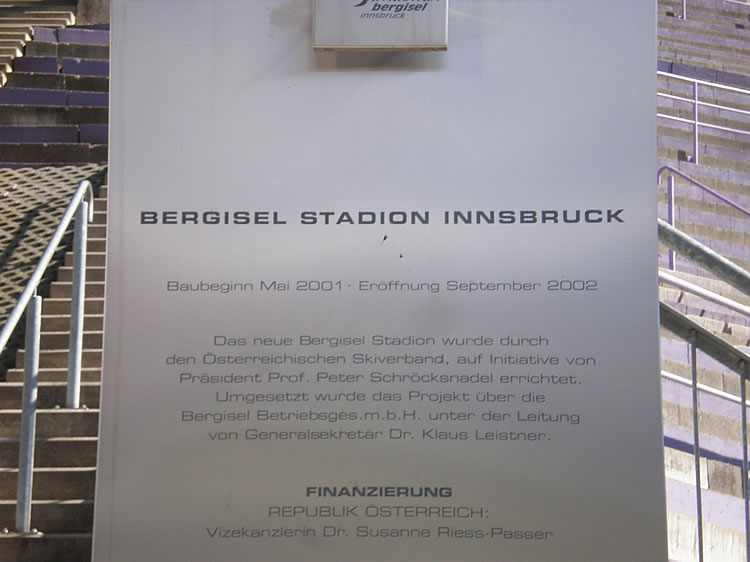 bergisel
innsbruck
BERGISEL STADION INNSBRUCK
Baubeginn Mai 2001 · Eröffnung September 2002
Das neue Bergisel Stadion wurde durch
den Österreichischen Skiverband, auf Initiative von
Präsident Prof. Peter Schröcksnadel errichtet.
Umgesetzt wurde das Projekt über die
Bergisel Betriebsges.m.b.H. unter der Leitung
von Generalsekretär Dr. Klaus Leistner.
FINANZIERUNG
REPUBLIK ÖSTERREICH:
Vizekanzlerin Dr. Susanne Riess-Passer